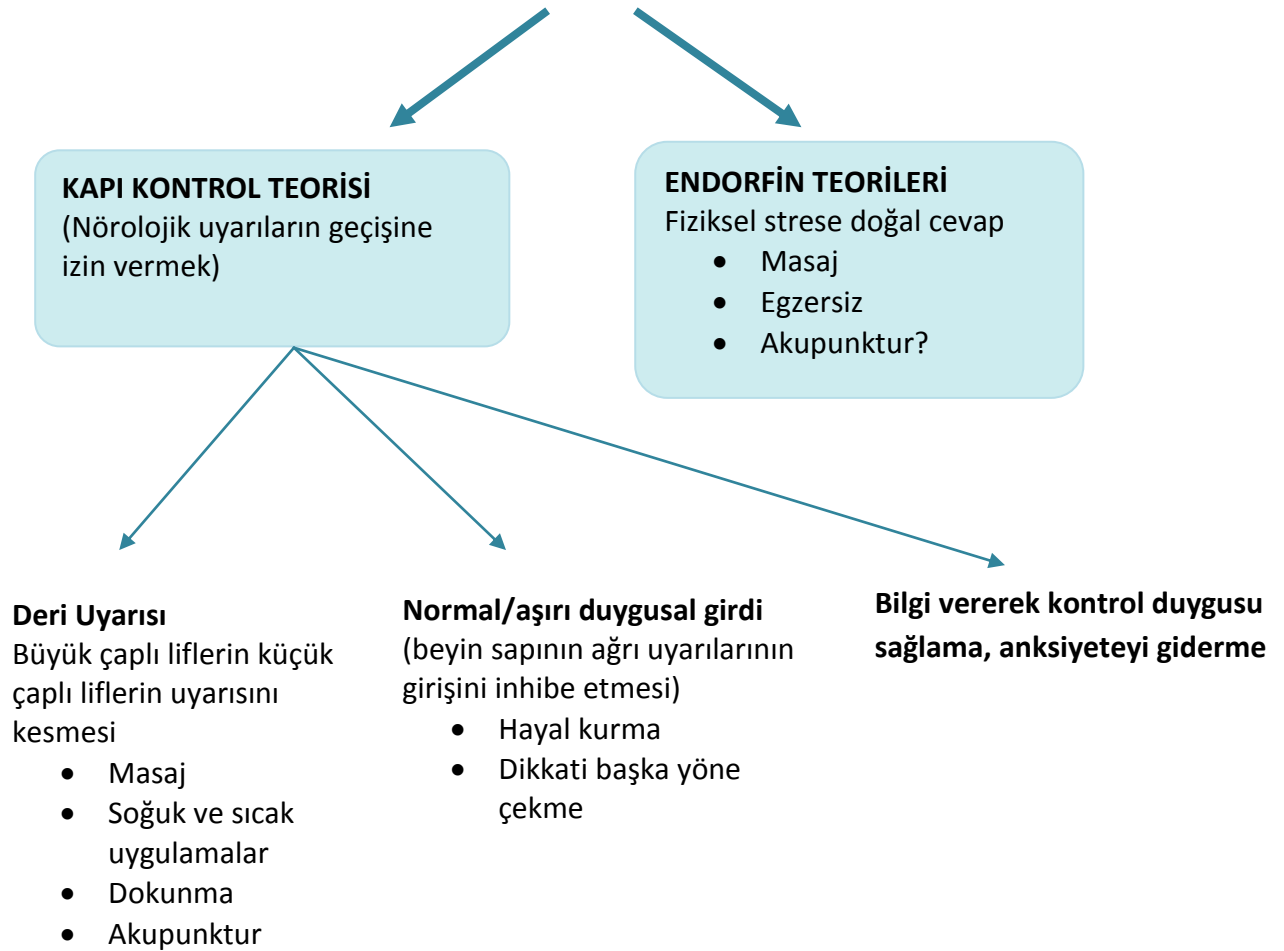 KAPI KONTROL TEORİSİ
(Nörolojik uyarıların geçişine
izin vermek)
ENDORFİN TEORİLERİ
Fiziksel strese doğal cevap
• Masaj
• Egzersiz
• Akupunktur?
Deri Uyarısı
Büyük çaplı liflerin küçük
çaplı liflerin uyarısını
kesmesi
• Masaj
• Soğuk ve sıcak
uygulamalar
• Dokunma
• Akupunktur
Normal/aşırı duygusal girdi
(beyin sapının ağrı uyarılarının
girişini inhibe etmesi)
• Hayal kurma
• Dikkati başka yöne
çekme
Bilgi vererek kontrol duygusu
sağlama, anksiyeteyi giderme